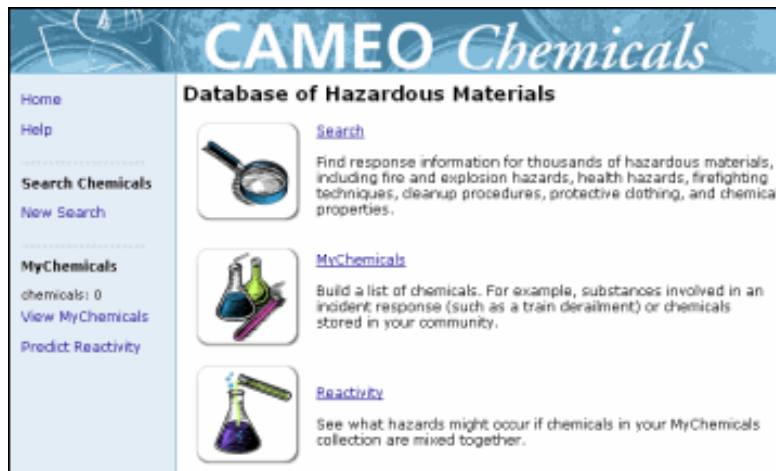 CAMEO Chemicals
Home
Help
Search Chemicals
New Search
MyChemicals
chemicals: 0
View MyChemicals
Predict Reactivity
Database of Hazardous Materials
Search
Find response information for thousands of hazardous materials,
including fire and explosion hazards, health hazards, firefighting
techniques, cleanup procedures, protective clothing, and chemica
properties.
MyChemicals
Build a list of chemicals. For example, substances involved in an
incident response (such as a train derailment) or chemicals
stored in your community.
Reactivity
See what hazards might occur if chemicals in your MyChemicals
collection are mixed together.